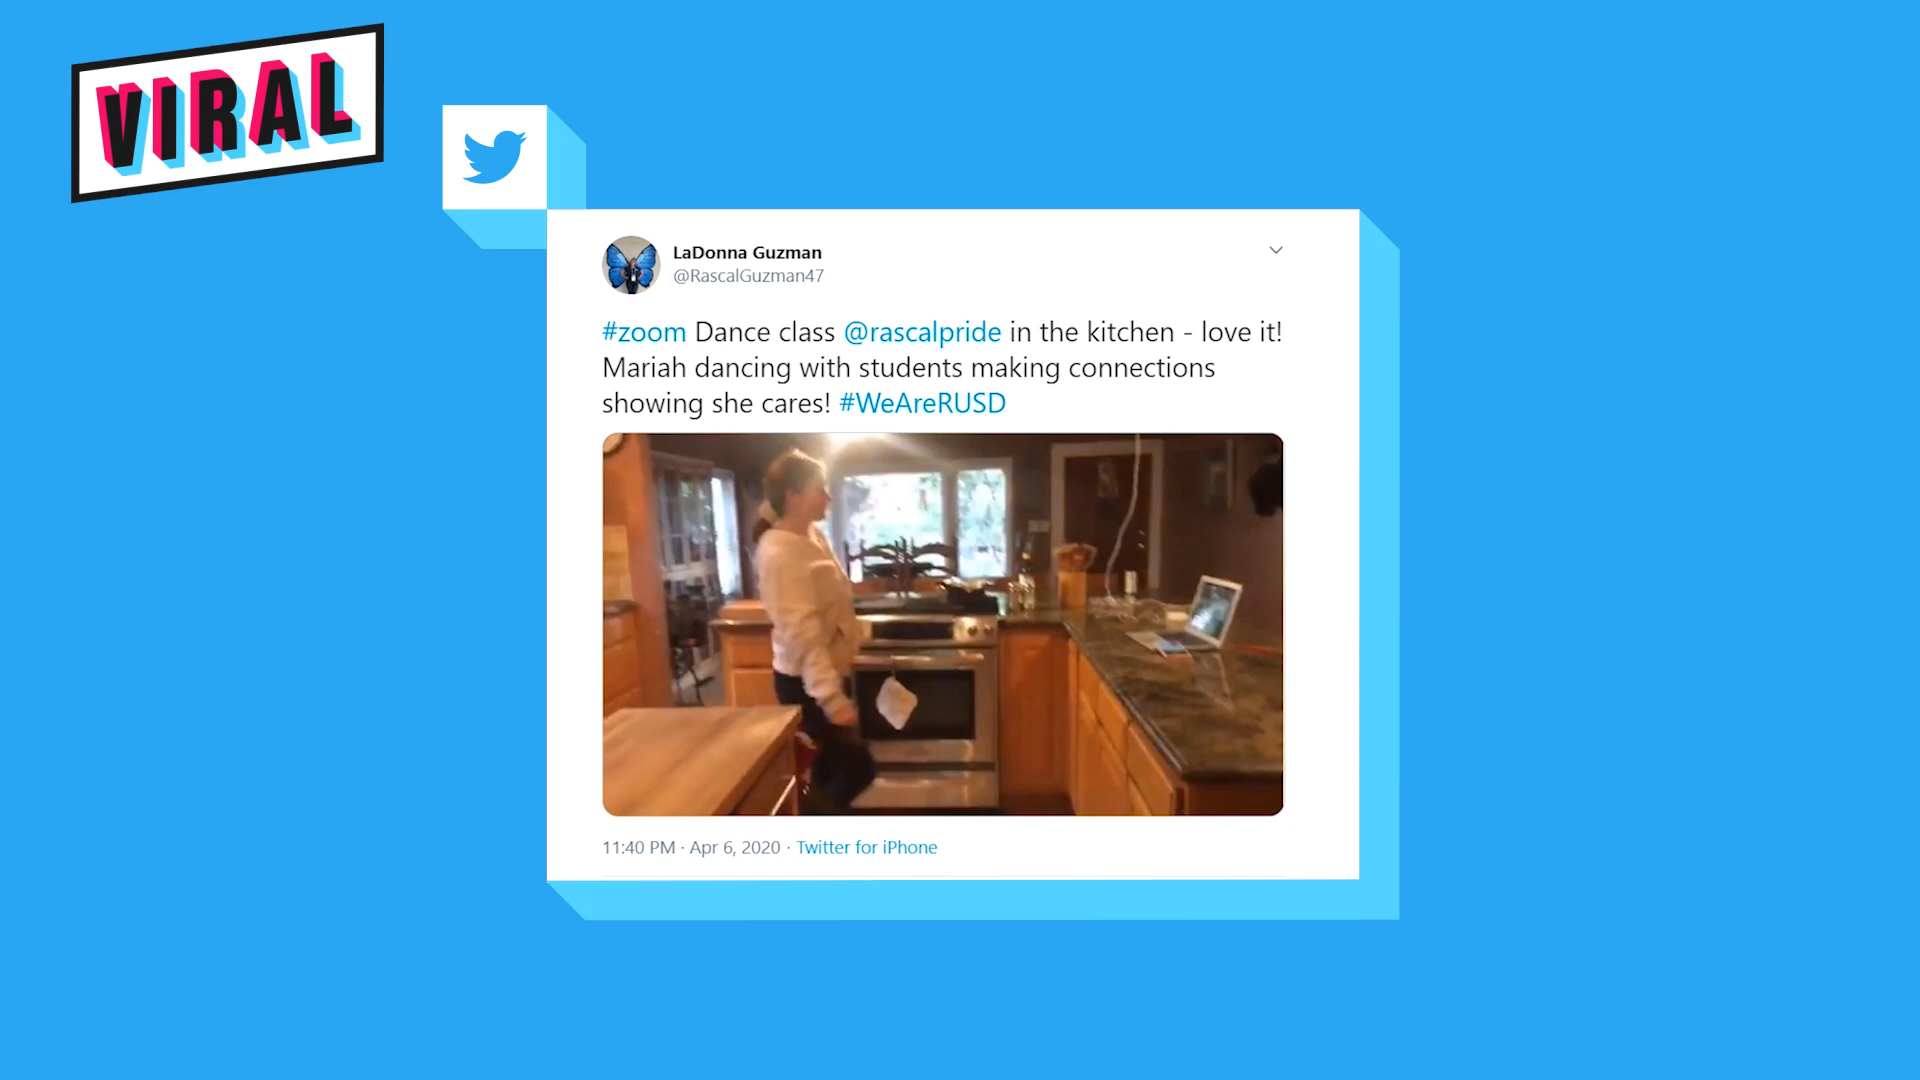 VIRAL
LaDonna Guzman
@RascalGuzman47
#zoom Dance class @rascalpride in the kitchen - love it!
Mariah dancing with students making connections
showing she cares! #WeAreRUSD
11:40 PM · Apr 6, 2020 · Twitter for iPhone